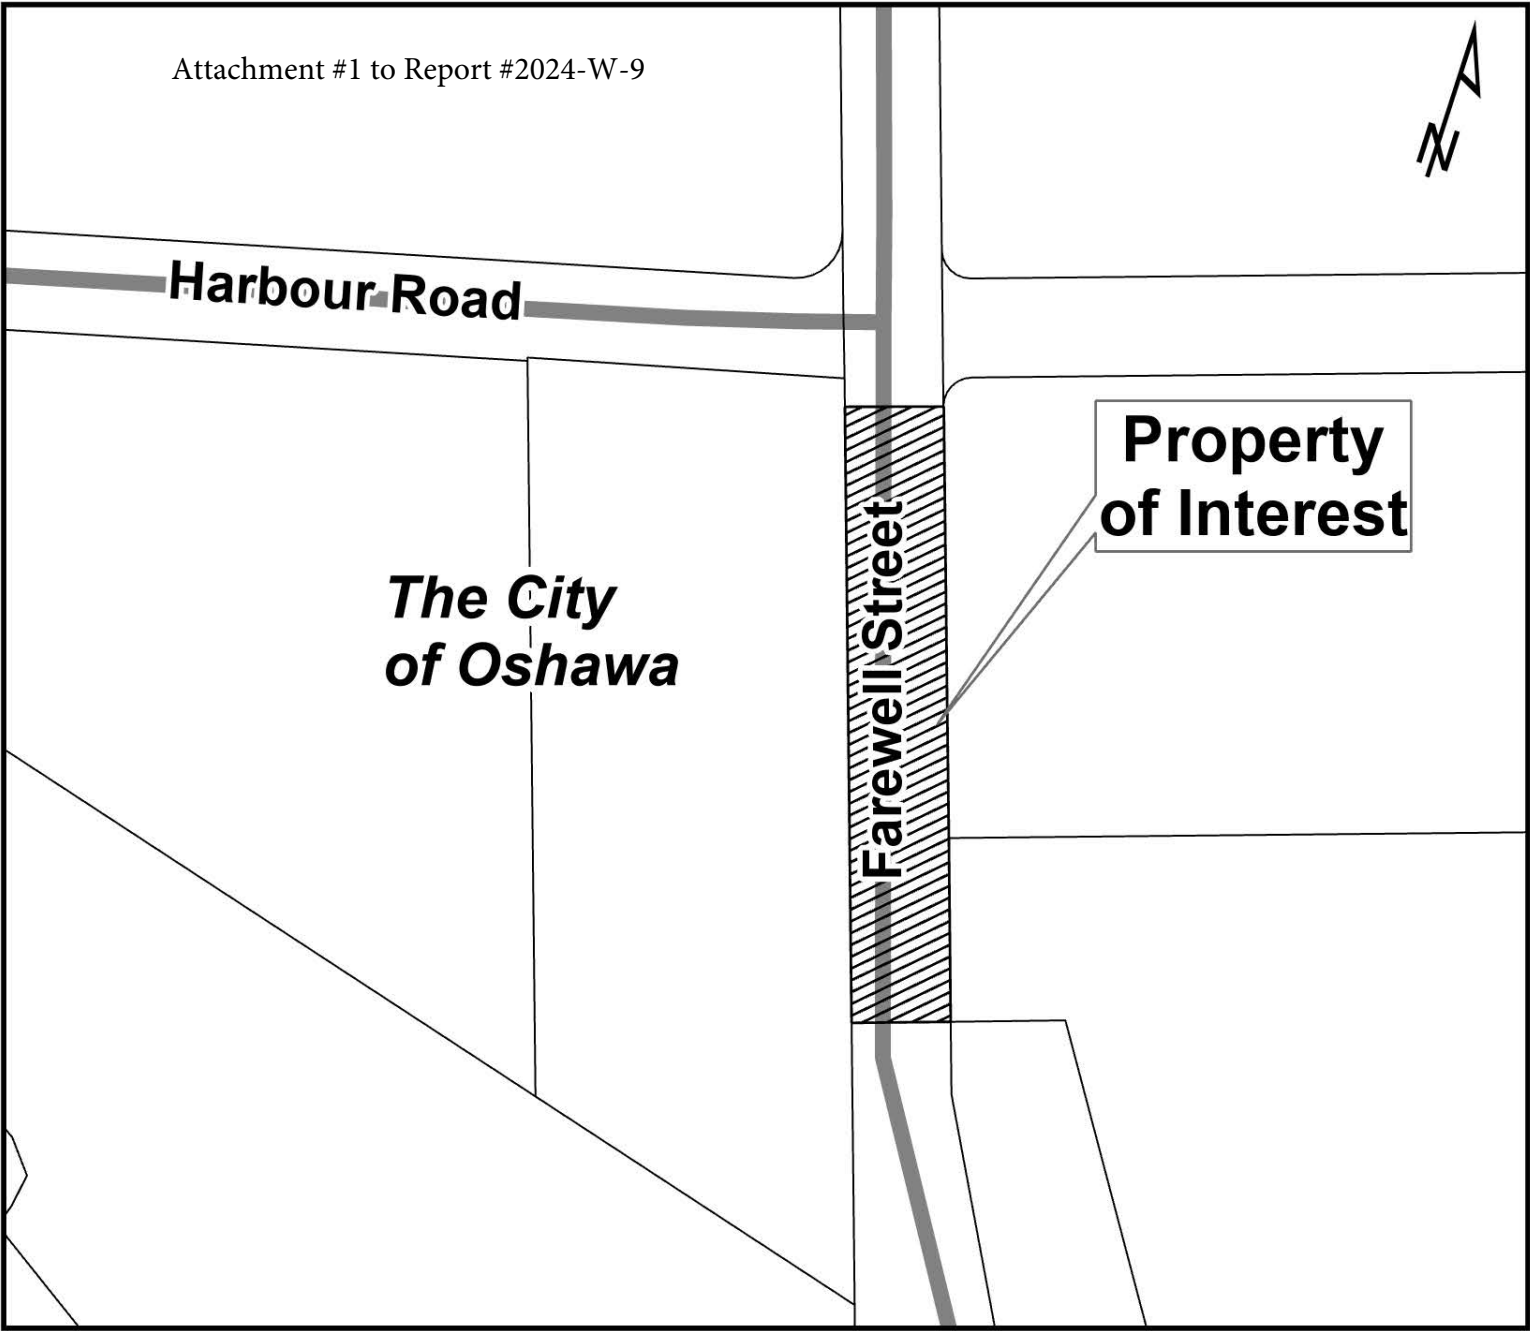 Attachment #1 to Report #2024-W-9
N
Harbour Road
Property
of Interest
The City
of Oshawa
Farewell Street